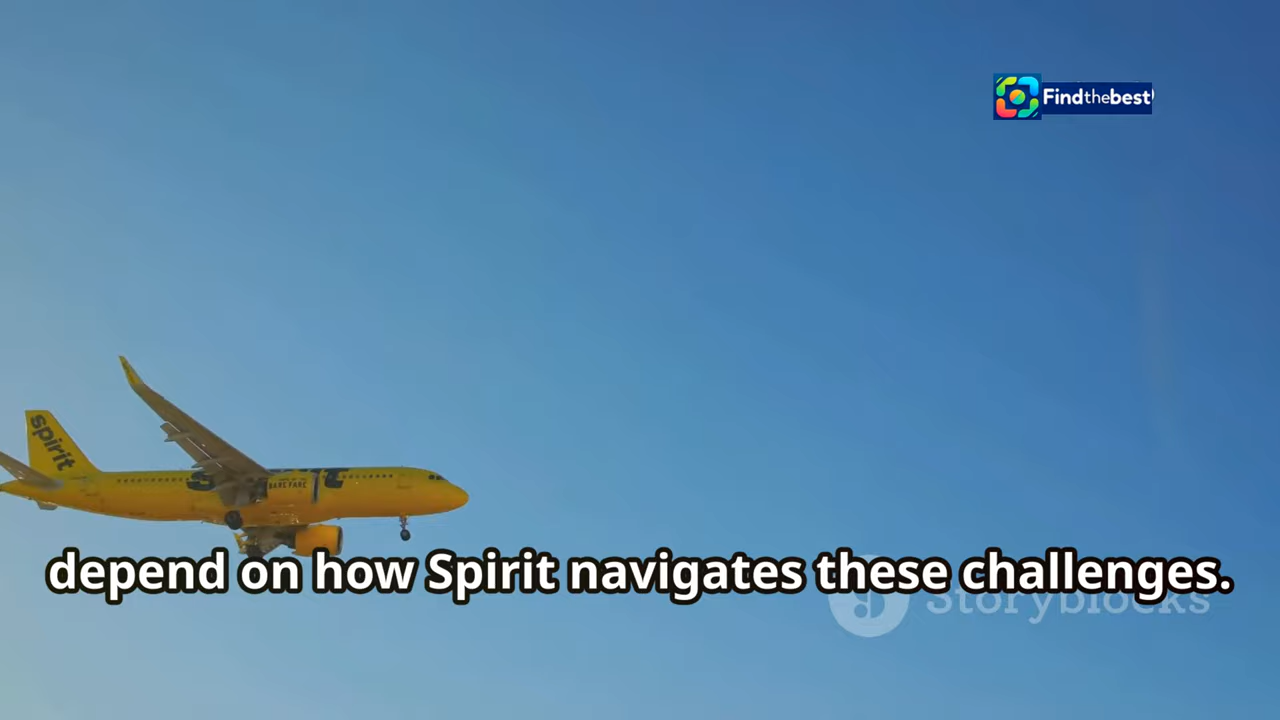 Findthebest
spirit
BARE FARE
depend on how Spirit navigates these challenges.
Storyblocks